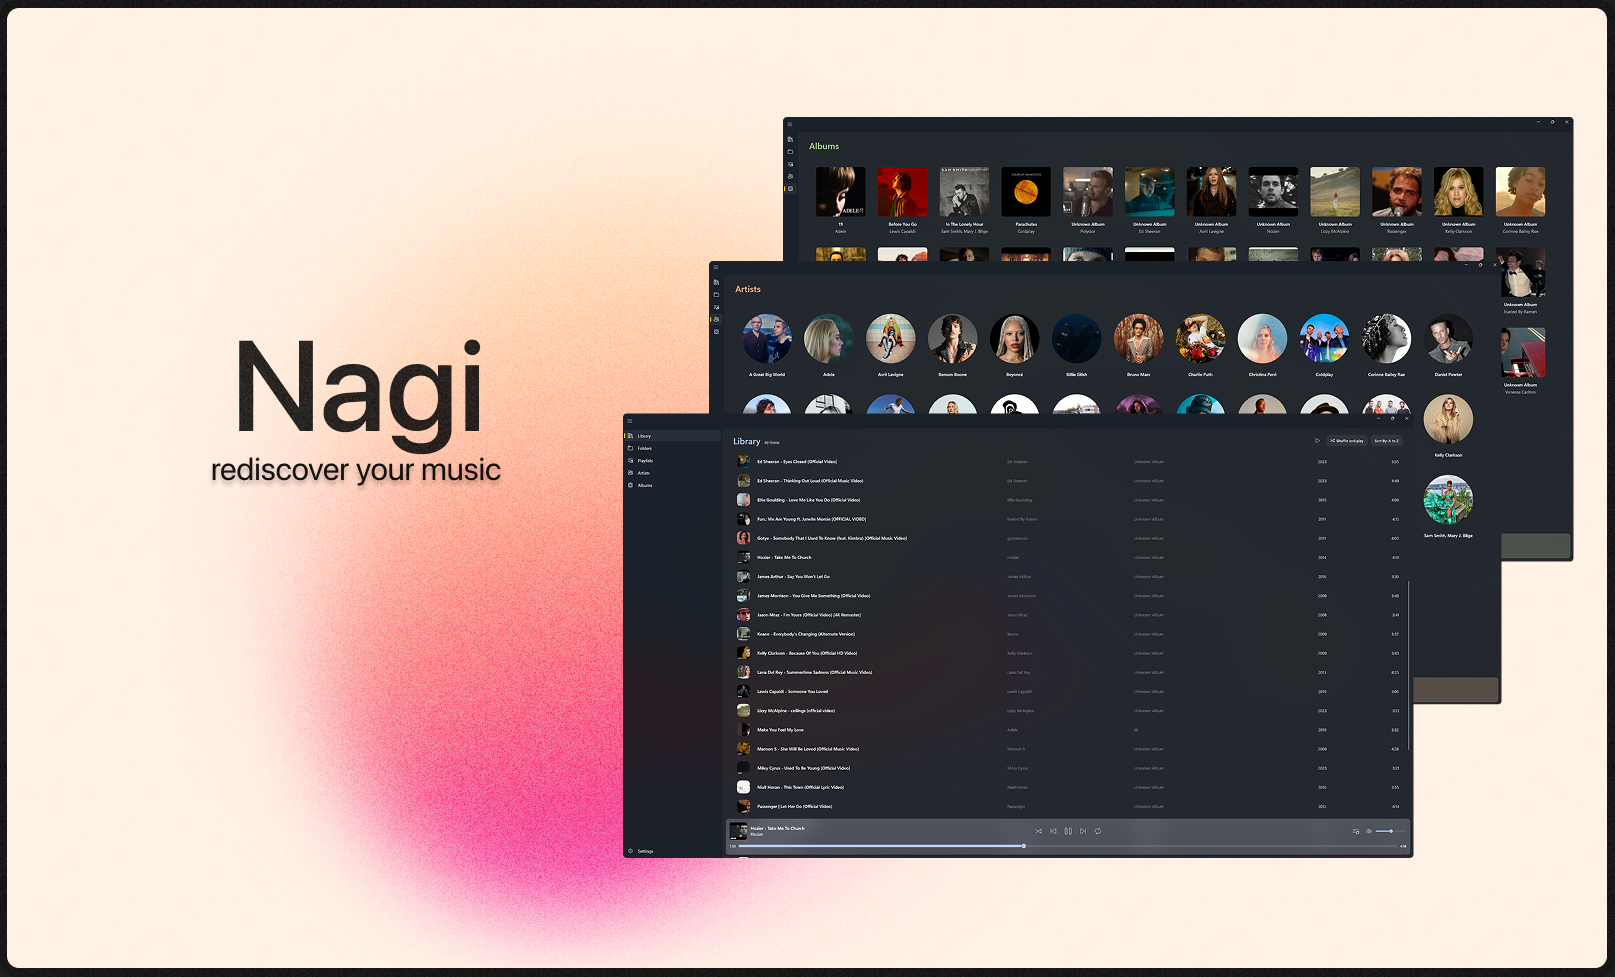 Nagi
rediscover your music
Albums
19
Adele
Before You Go
Lewis Capaldi
In The Lonely Hour
Sam Smith, Mary J. Blige
Parachutes
Coldplay
Unknown Album
Polydor
Unknown Album
Ed Sheeran
Unknown Album
Avril Lavigne
Unknown Album
Hozier
Unknown Album
Lizzy McAlpine
Unknown Album
Passenger
Unknown Album
Kelly Clarkson
Unknown Album
Corinne Bailey Rae
Unknown Album
Fueled By Ramen
Unknown Album
Vanessa Carlton
Artists
A Great Big World
Adele
Avril Lavigne
Benson Boone
Beyoncé
Billie Eilish
Bruno Mars
Charlie Puth
Christina Perri
Coldplay
Corinne Bailey Rae
Daniel Powter
Kelly Clarkson
Sam Smith, Mary J. Blige
Library
Folders
Playlists
Artists
Albums
Settings
Library 49 items
Shuffle and play
Sort By: A to Z
Ed Sheeran - Eyes Closed (Official Video) Ed Sheeran Unknown Album 2023 3:35
Ed Sheeran - Thinking Out Loud (Official Music Video) Ed Sheeran Unknown Album 2023 4:49
Ellie Goulding - Love Me Like You Do (Official Video) Ellie Goulding Unknown Album 2015 4:09
Fun.: We Are Young ft. Janelle Monáe (OFFICIAL VIDEO) Fueled By Ramen Unknown Album 2011 4:12
Gotye - Somebody That I Used To Know (feat. Kimbra) [Official Music Video] gotyemusic Unknown Album 2011 4:03
Hozier - Take Me To Church Hozier Unknown Album 2014 4:16
James Arthur - Say You Won't Let Go James Arthur Unknown Album 2016 3:30
James Morrison - You Give Me Something (Official Video) James Morrison Unknown Album 2009 3:49
Jason Mraz - I'm Yours (Official Video) [4K Remaster] Jason Mraz Unknown Album 2008 3:41
Keane - Everybody's Changing (Alternate Version) Keane Unknown Album 2009 3:37
Kelly Clarkson - Because Of You (Official HD Video) Kelly Clarkson Unknown Album 2009 3:43
Lana Del Rey - Summertime Sadness (Official Music Video) Lana Del Rey Unknown Album 2012 4:25
Lewis Capaldi - Someone You Loved Lewis Capaldi Unknown Album 2019 3:06
Lizzy McAlpine - ceilings (official video) Lizzy McAlpine Unknown Album 2023 3:13
Make You Feel My Love Adele 19 2019 3:32
Maroon 5 - She Will Be Loved (Official Music Video) Maroon 5 Unknown Album 2009 4:28
Miley Cyrus - Used To Be Young (Official Video) Miley Cyrus Unknown Album 2023 3:21
Niall Horan - This Town (Official Lyric Video) Niall Horan Unknown Album 2016 3:55
Passenger | Let Her Go (Official Video) Passenger Unknown Album 2012 4:14
Hozier - Take Me To Church
Hozier
1:50
4:16